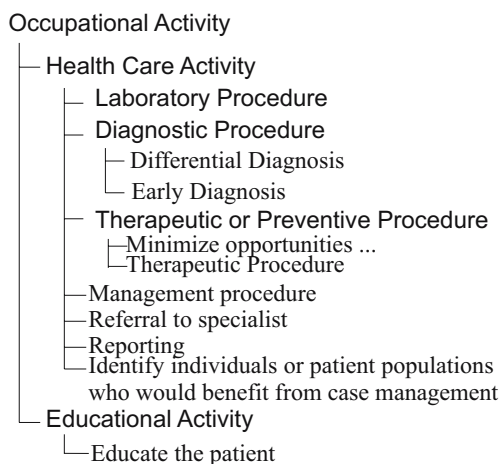 Occupational Activity
Health Care Activity
Laboratory Procedure
Diagnostic Procedure
Differential Diagnosis
Early Diagnosis
Therapeutic or Preventive Procedure
Minimize opportunities ...
Therapeutic Procedure
Management procedure
Referral to specialist
Reporting
Identify individuals or patient populations
who would benefit from case management
Educational Activity
Educate the patient